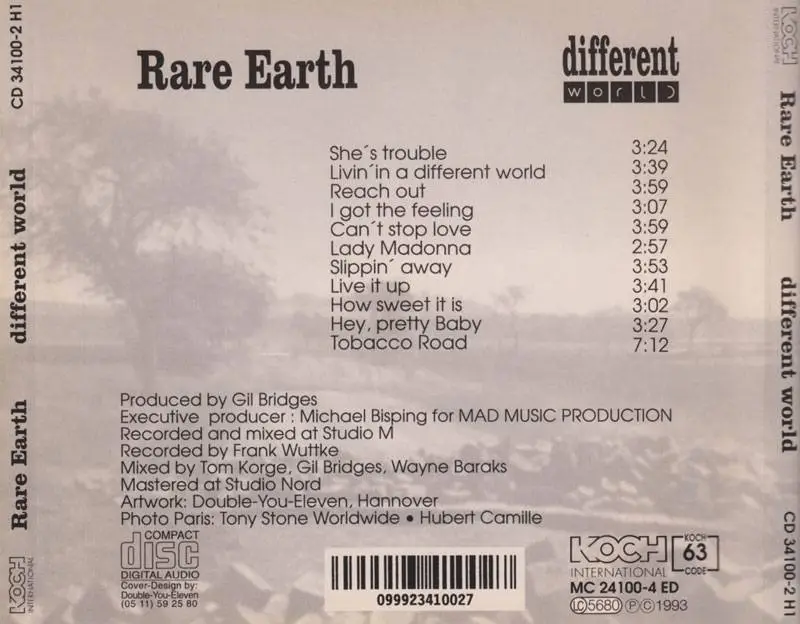 Rare Earth
different
world
She´s trouble 3:24
Livin´in a different world 3:39
Reach out 3:59
I got the feeling 3:07
Can´t stop love 3:59
Lady Madonna 2:57
Slippin´ away 3:53
Live it up 3:41
How sweet it is 3:02
Hey, pretty Baby 3:27
Tobacco Road 7:12
Produced by Gil Bridges
Executive producer : Michael Bisping for MAD MUSIC PRODUCTION
Recorded and mixed at Studio M
Recorded by Frank Wuttke
Mixed by Tom Korge, Gil Bridges, Wayne Baraks
Mastered at Studio Nord
Artwork: Double-You-Eleven, Hannover
Photo Paris: Tony Stone Worldwide • Hubert Camille
COMPACT
disc
DIGITAL AUDIO
Cover-Design by:
Double-You-Eleven
(05 11) 59 25 80
099923410027
KOCH
INTERNATIONAL
KOCH
63
CODE
MC 24100-4 ED
LC 5680 ℗©1993
KOCH INTERNATIONAL
Rare Earth different world CD 34100-2 H1
KOCH INTERNATIONAL
Rare Earth different world CD 34100-2 H1